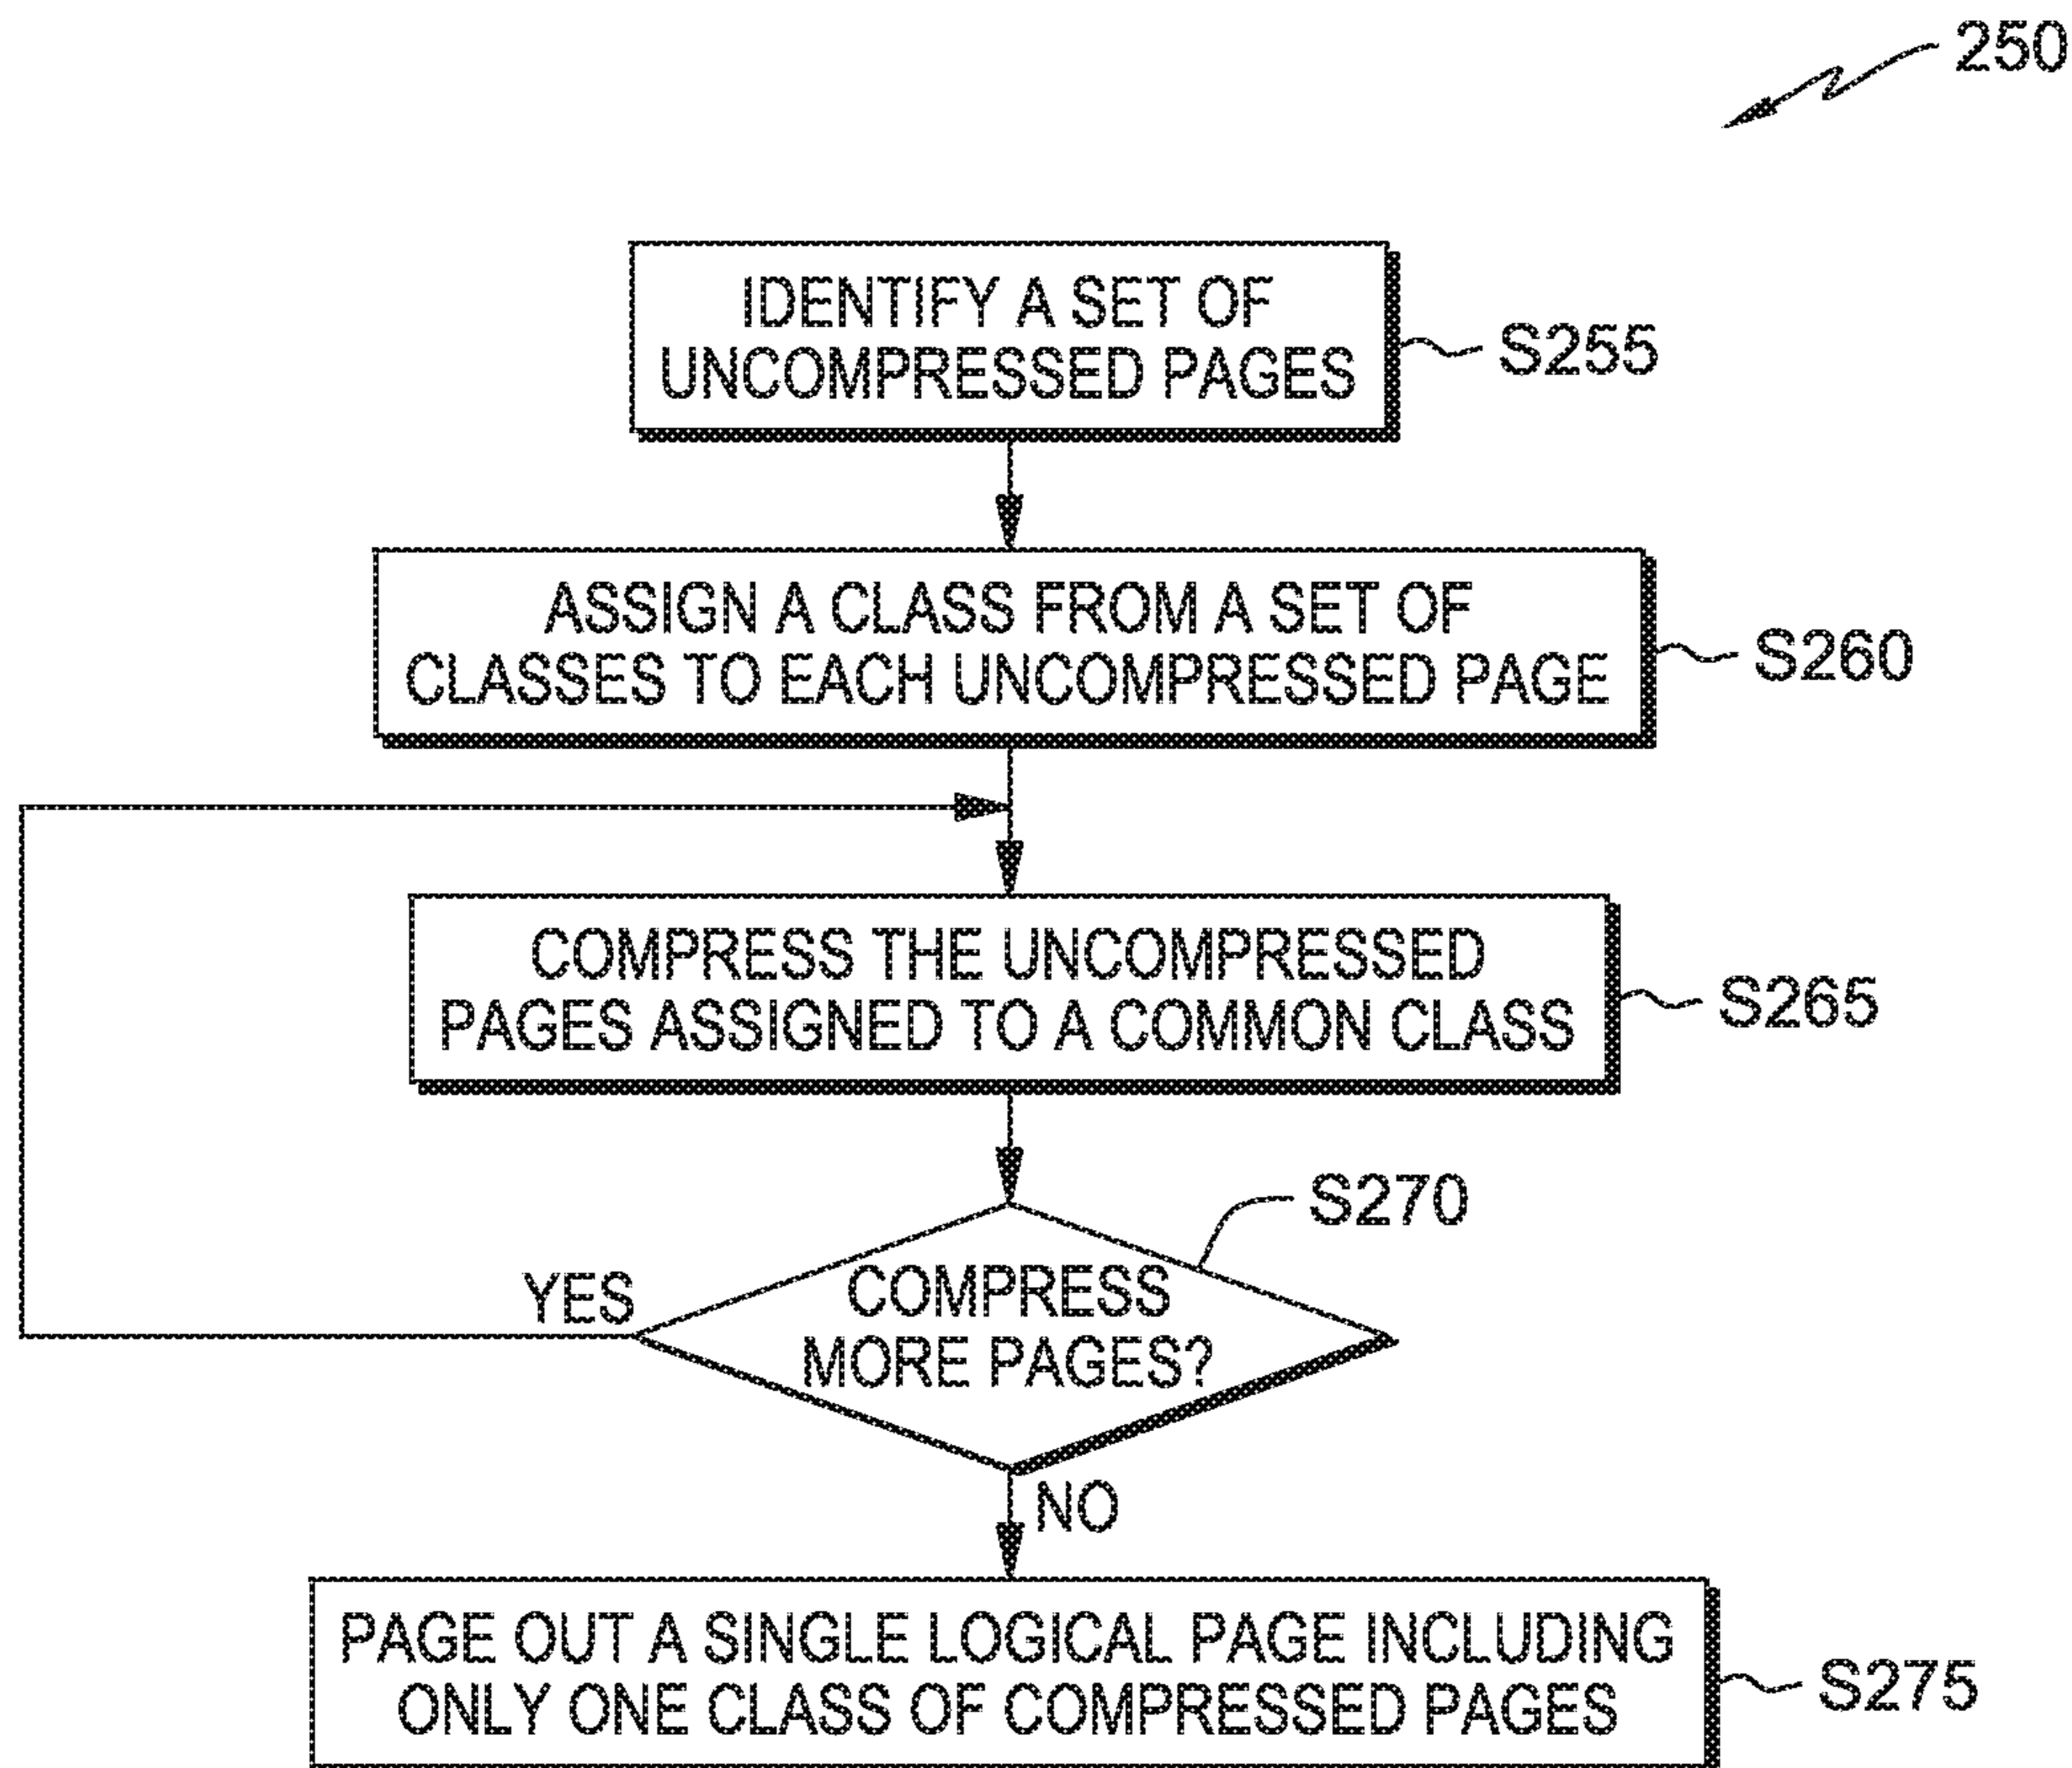 250
IDENTIFY A SET OF
UNCOMPRESSED PAGES
S255
ASSIGN A CLASS FROM A SET OF
CLASSES TO EACH UNCOMPRESSED PAGE
S260
COMPRESS THE UNCOMPRESSED
PAGES ASSIGNED TO A COMMON CLASS
S265
S270
YES
COMPRESS
MORE PAGES?
NO
PAGE OUT A SINGLE LOGICAL PAGE INCLUDING
ONLY ONE CLASS OF COMPRESSED PAGES
S275